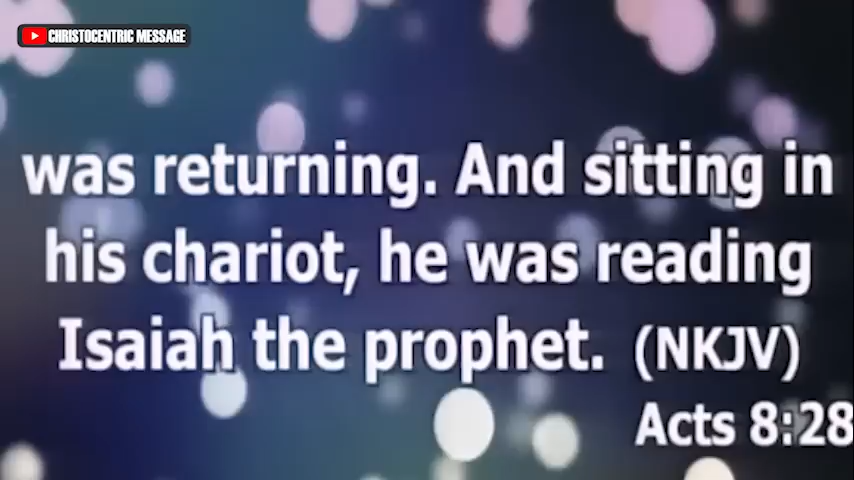 CHRISTOCENTRIC MESSAGE
was returning. And sitting in
his chariot, he was reading
Isaiah the prophet. (NKJV)
Acts 8:28